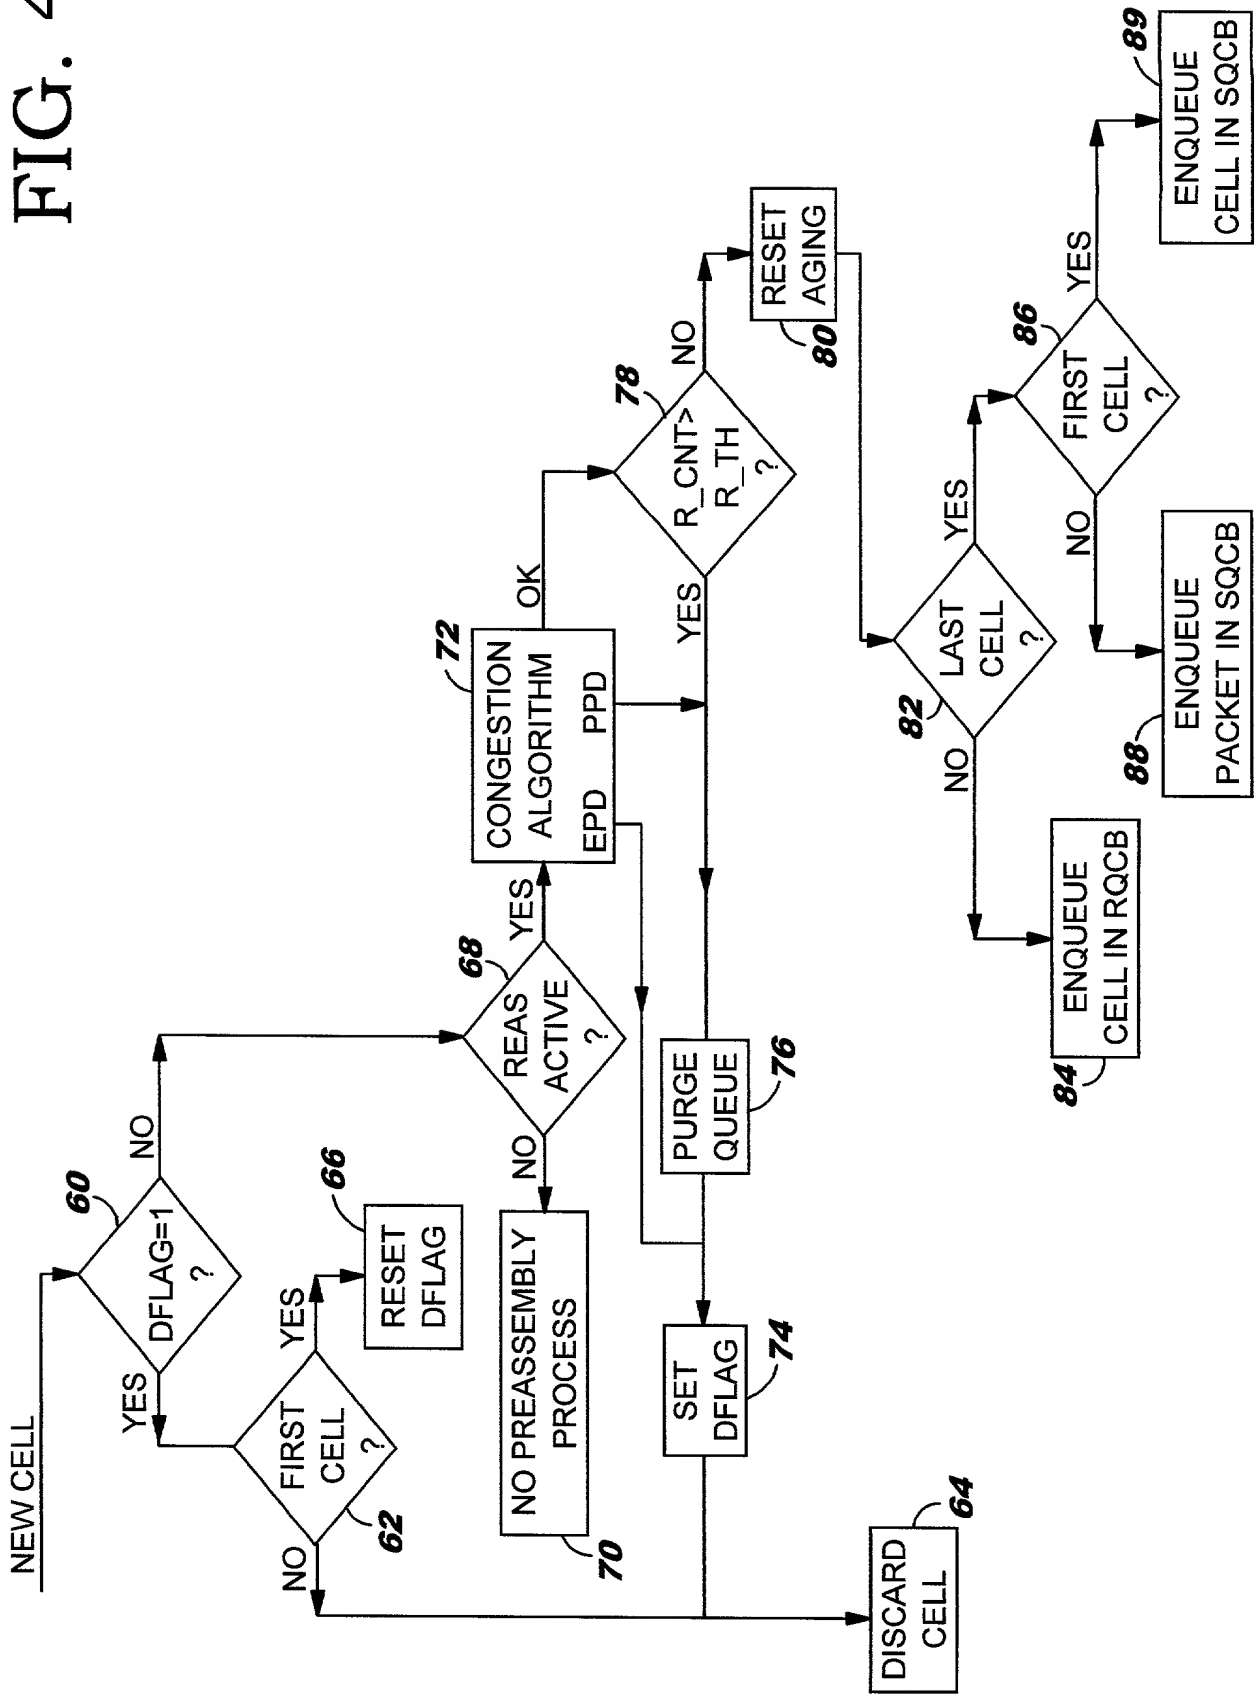 FIG. 4
NEW CELL
60
DFLAG=1
?
YES
NO
FIRST
CELL
?
62
YES
NO
66
RESET
DFLAG
68
REAS
ACTIVE
?
NO
YES
NO PREASSEMBLY
PROCESS
70
72
CONGESTION
ALGORITHM
EPD PPD
OK
78
R_CNT>
R_TH
?
YES
NO
RESET
AGING
80
PURGE
QUEUE
76
SET
DFLAG
74
DISCARD
CELL
64
LAST
CELL
?
82
NO
YES
86
FIRST
CELL
?
NO
YES
ENQUEUE
CELL IN RQCB
84
ENQUEUE
PACKET IN SQCB
88
ENQUEUE
CELL IN SQCB
89